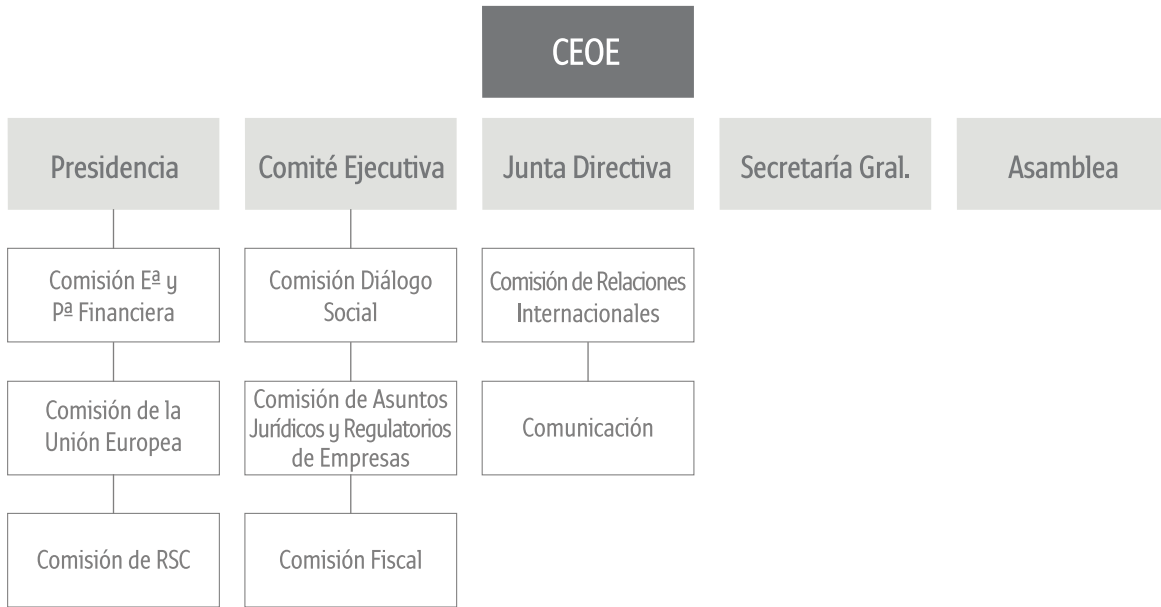 CEOE
Presidencia
Comité Ejecutiva
Junta Directiva
Secretaría Gral.
Asamblea
Comisión Eª y
Pª Financiera
Comisión Diálogo
Social
Comisión de Relaciones
Internacionales
Comisión de la
Unión Europea
Comisión de Asuntos
Jurídicos y Regulatorios
de Empresas
Comunicación
Comisión de RSC
Comisión Fiscal